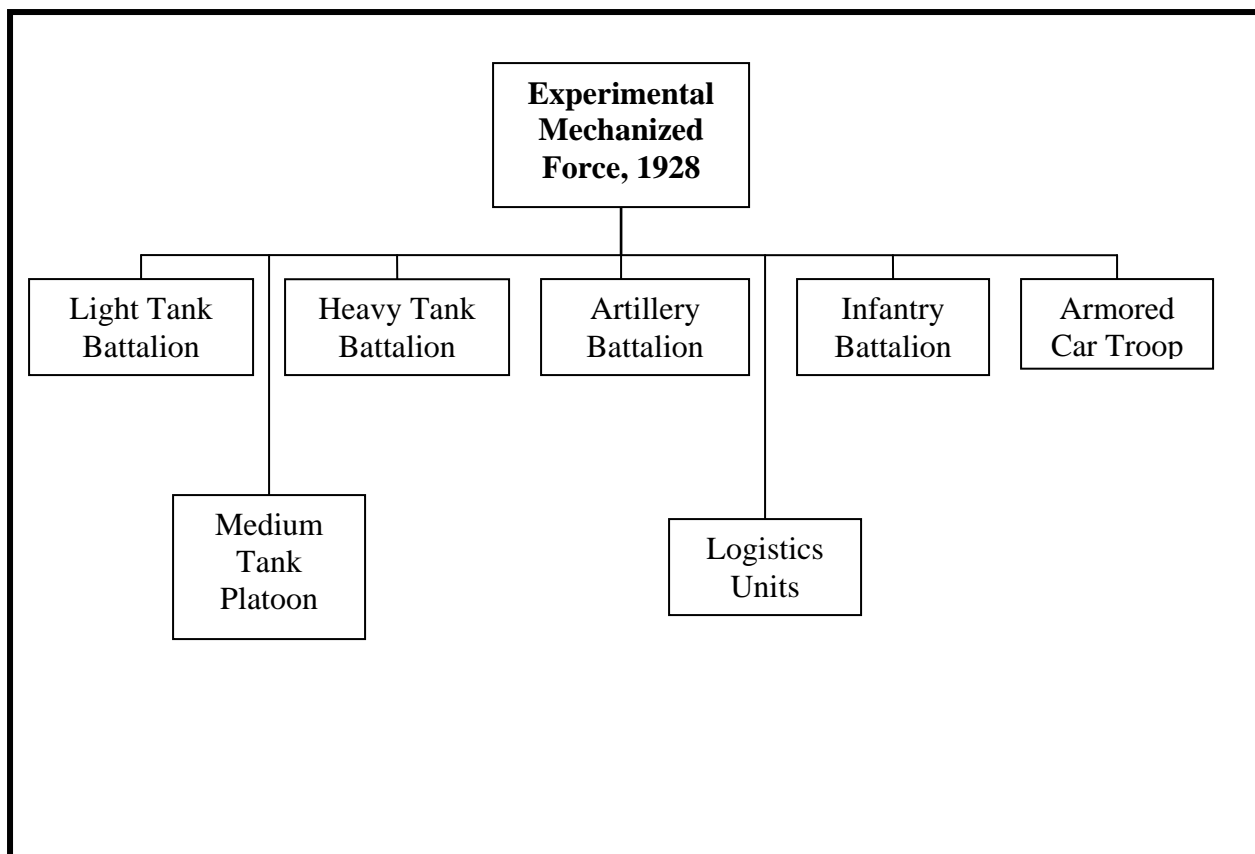 Experimental
Mechanized
Force, 1928
Light Tank
Battalion
Heavy Tank
Battalion
Artillery
Battalion
Infantry
Battalion
Armored
Car Troop
Medium
Tank
Platoon
Logistics
Units